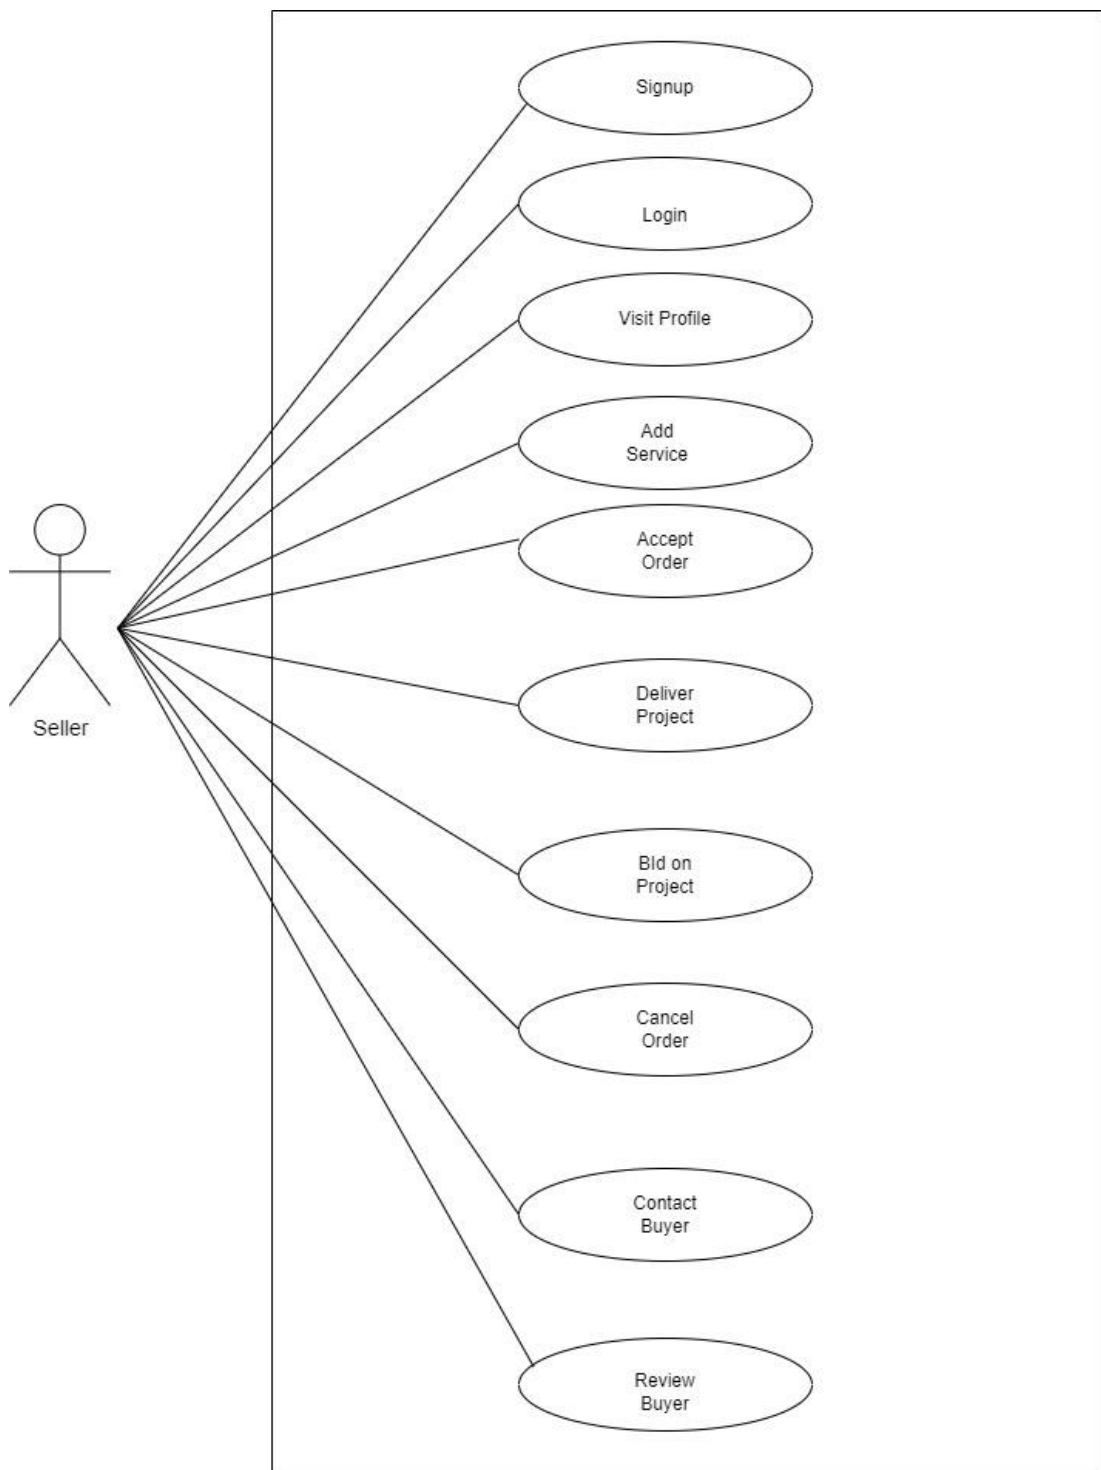 Signup
Login
Visit Profile
Add
Service
Accept
Order
Seller
Deliver
Project
BId on
Project
Cancel
Order
Contact
Buyer
Review
Buyer